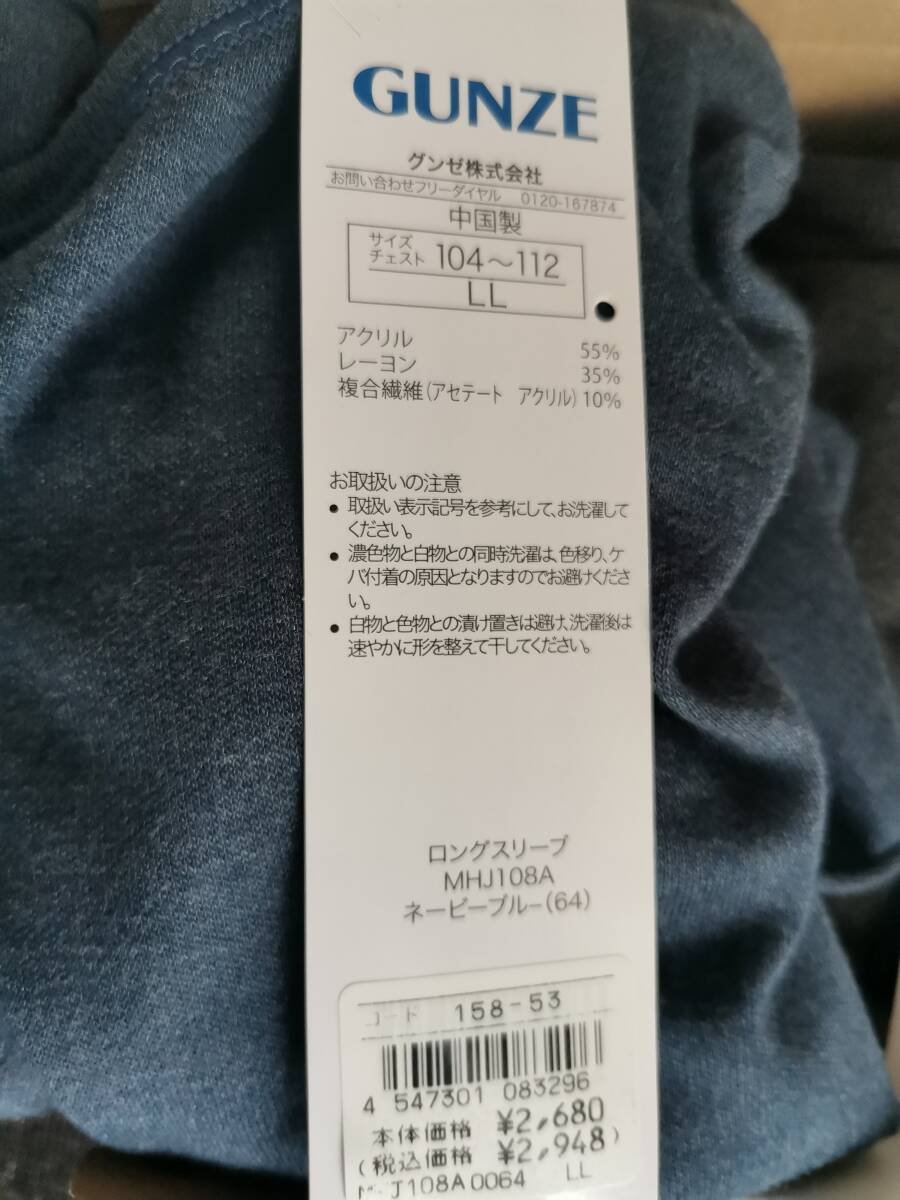 GUNZE
グンゼ株式会社
お問い合わせフリーダイヤル 0120-167874
中国製
サイズ
チェスト 104～112
LL
アクリル 55%
レーヨン 35%
複合繊維(アセテート アクリル) 10%
お取扱いの注意
● 取扱い表示記号を参考にして、お洗濯して
ください。
● 濃色物と白物との同時洗濯は、色移り、ケ
バ付着の原因となりますのでお避けくださ
い。
● 白物と色物との漬け置きは避け、洗濯後は
速やかに形を整えて干してください。
ロングスリーブ
MHJ108A
ネービーブルー(64)
コード 158-53
4 547301 083296
本体価格 ¥2,680
(税込価格 ¥2,948)
MHJ108A0064 LL